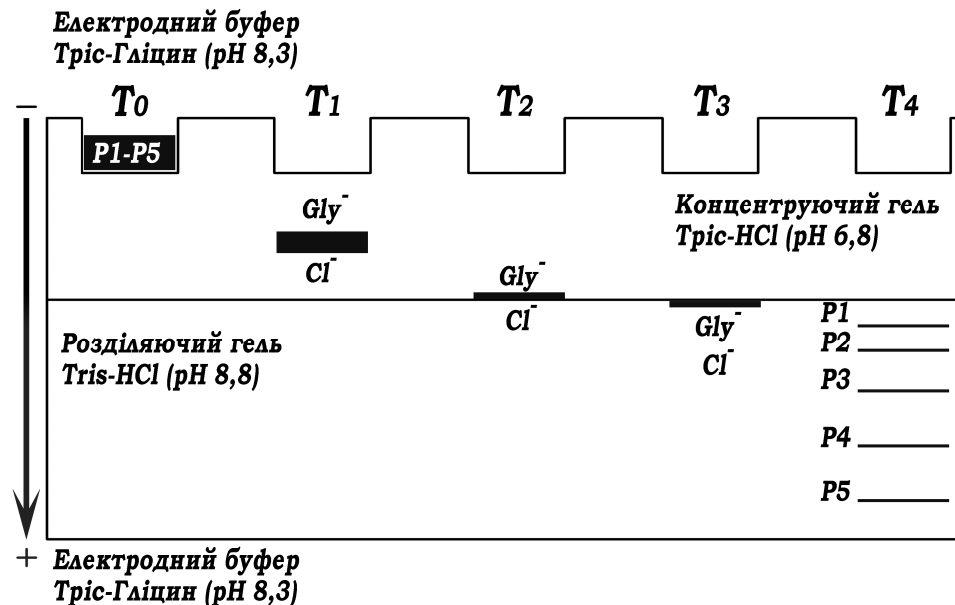 Електродний буфер
Тріс-Гліцин (pH 8,3)
−
T0
T1
T2
T3
T4
P1-P5
Gly-
Cl-
Концентруючий гель
Тріс-HCl (pH 6,8)
Gly-
Cl-
Gly-
Cl-
Розділяючий гель
Tris-HCl (pH 8,8)
P1
P2
P3
P4
P5
+
Електродний буфер
Тріс-Гліцин (pH 8,3)